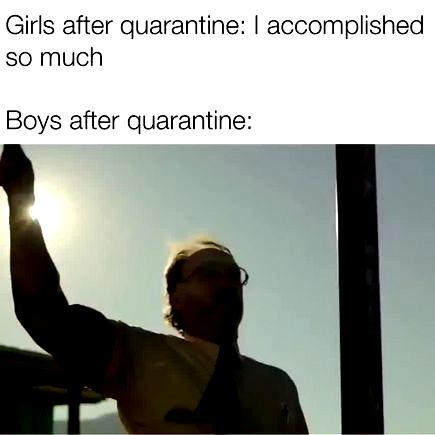 Girls after quarantine: I accomplished
so much
Boys after quarantine: